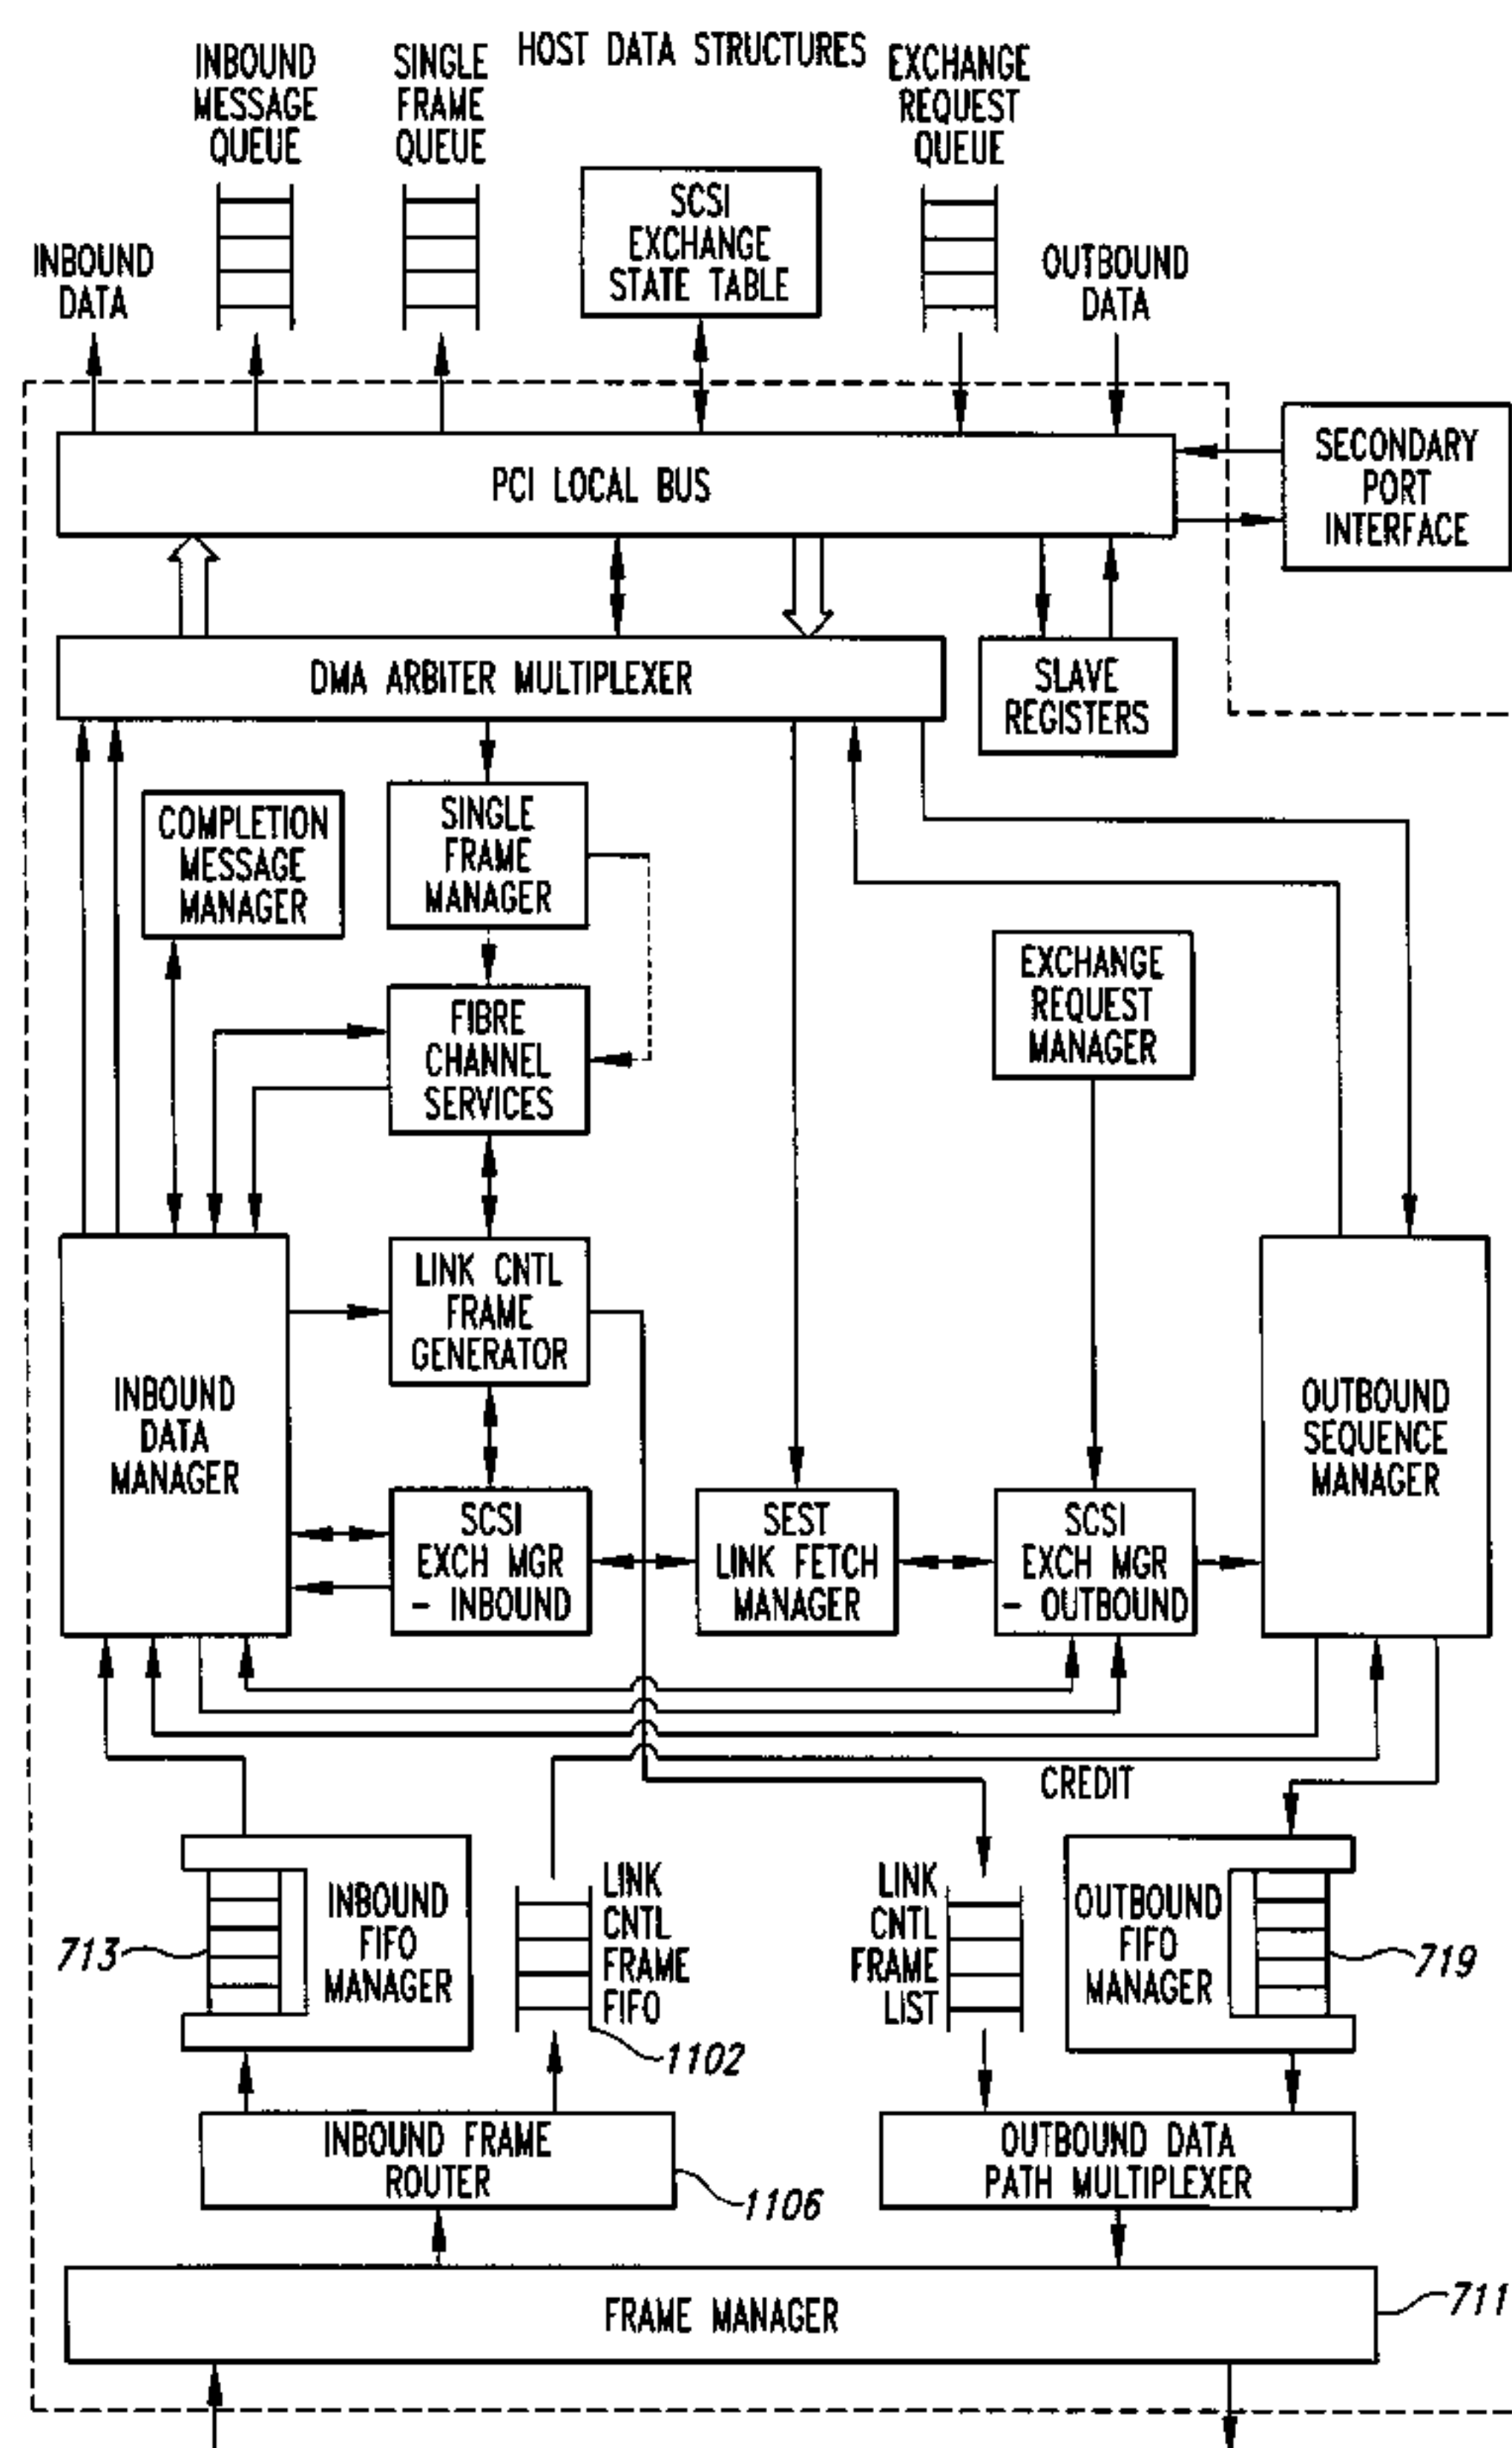 HOST DATA STRUCTURES
INBOUND
MESSAGE
QUEUE
SINGLE
FRAME
QUEUE
EXCHANGE
REQUEST
QUEUE
SCSI
EXCHANGE
STATE TABLE
INBOUND
DATA
OUTBOUND
DATA
PCI LOCAL BUS
SECONDARY
PORT
INTERFACE
DMA ARBITER MULTIPLEXER
SLAVE
REGISTERS
COMPLETION
MESSAGE
MANAGER
SINGLE
FRAME
MANAGER
EXCHANGE
REQUEST
MANAGER
FIBRE
CHANNEL
SERVICES
LINK CNTL
FRAME
GENERATOR
INBOUND
DATA
MANAGER
OUTBOUND
SEQUENCE
MANAGER
SCSI
EXCH MGR
- INBOUND
SEST
LINK FETCH
MANAGER
SCSI
EXCH MGR
- OUTBOUND
CREDIT
713
INBOUND
FIFO
MANAGER
LINK
CNTL
FRAME
FIFO
1102
LINK
CNTL
FRAME
LIST
OUTBOUND
FIFO
MANAGER
719
INBOUND FRAME
ROUTER
1106
OUTBOUND DATA
PATH MULTIPLEXER
FRAME MANAGER
711